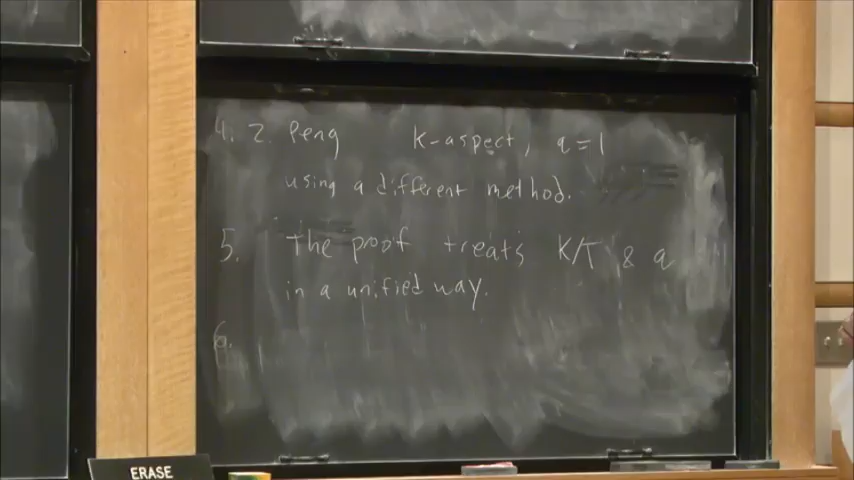 4. Z. Peng k-aspect, q=1
using a different method.
5. The proof treats K/T & q
in a unified way.
6.
ERASE